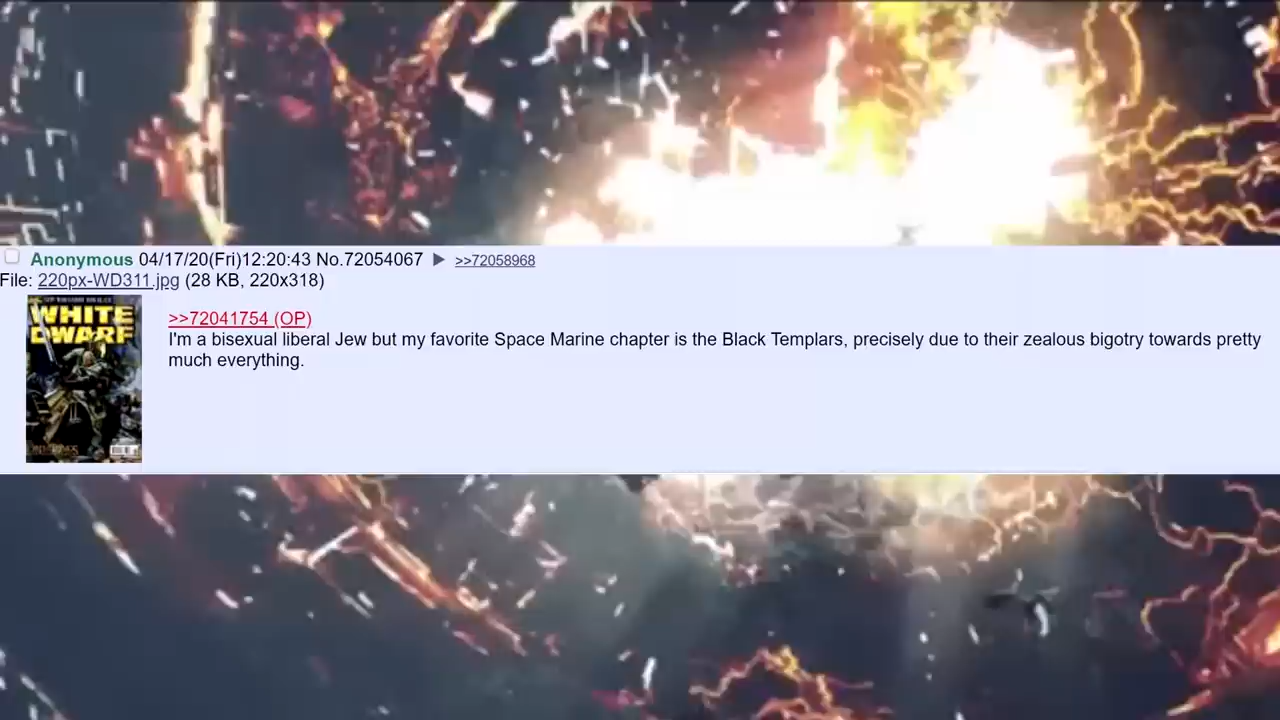 Anonymous 04/17/20(Fri)12:20:43 No.72054067 ▶ >>72058968
File: 220px-WD311.jpg (28 KB, 220x318)
WHITE
DWARF
>>72041754 (OP)
I'm a bisexual liberal Jew but my favorite Space Marine chapter is the Black Templars, precisely due to their zealous bigotry towards pretty
much everything.